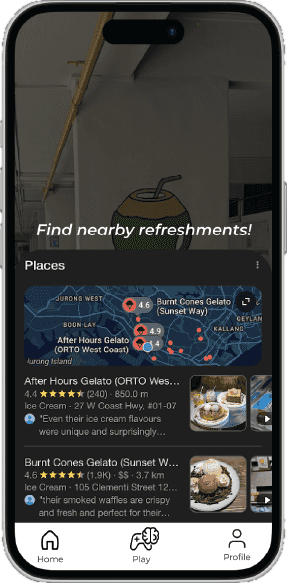 Find nearby refreshments!
Places
JURONG WEST
4.6
Burnt Cones Gelato
(Sunset Way)
BOON LAY
4.9
KALLANG
GEYLAN
After Hours Gelato
(ORTO West Coast)
4.4
Jurong Island
After Hours Gelato (ORTO Wes...
4.4 ★★★★★ (240) · 850.0 m
Ice Cream · 27 W Coast Hwy, #01-07
"Even their ice cream flavours
were unique and surprisingly...
Burnt Cones Gelato (Sunset W...
4.6 ★★★★★ (1.9K) · $$ · 3.7 km
Ice Cream · 105 Clementi Street 12...
"their smoked waffles are crispy
and fresh and perfect for their...
Home
Play
Profile